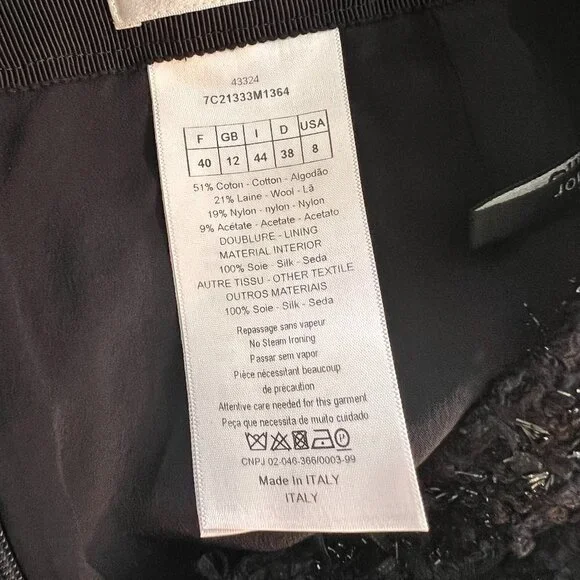 43324
7C21333M1364
F GB I D USA
40 12 44 38 8
51% Coton - Cotton - Algodão
21% Laine - Wool - Lã
19% Nylon - nylon - Nylon
9% Acétate - Acetate - Acetato
DOUBLURE - LINING
MATERIAL INTERIOR
100% Soie - Silk - Seda
AUTRE TISSU - OTHER TEXTILE
OUTROS MATERIAIS
100% Soie - Silk - Seda
Repassage sans vapeur
No Steam Ironing
Passar sem vapor
Pièce nécessitant beaucoup
de précaution
Attentive care needed for this garment
Peça que necessita de muito cuidado
CNPJ 02-046-366/0003-99
Made In ITALY
ITALY